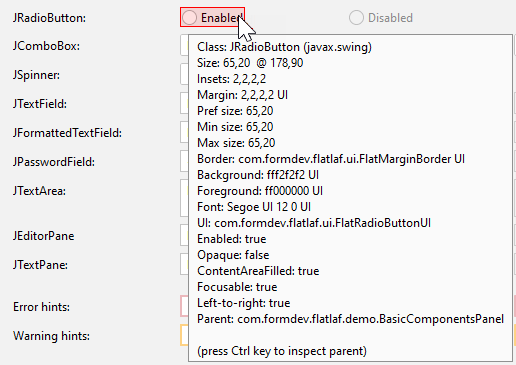 JRadioButton: Enabled Disabled
JComboBox:
JSpinner:
JTextField:
JFormattedTextField:
JPasswordField:
JTextArea:
JEditorPane
JTextPane:
Error hints:
Warning hints:
Class: JRadioButton (javax.swing)
Size: 65,20 @ 178,90
Insets: 2,2,2,2
Margin: 2,2,2,2 UI
Pref size: 65,20
Min size: 65,20
Max size: 65,20
Border: com.formdev.flatlaf.ui.FlatMarginBorder UI
Background: fff2f2f2 UI
Foreground: ff000000 UI
Font: Segoe UI 12 0 UI
UI: com.formdev.flatlaf.ui.FlatRadioButtonUI
Enabled: true
Opaque: false
ContentAreaFilled: true
Focusable: true
Left-to-right: true
Parent: com.formdev.flatlaf.demo.BasicComponentsPanel
(press Ctrl key to inspect parent)